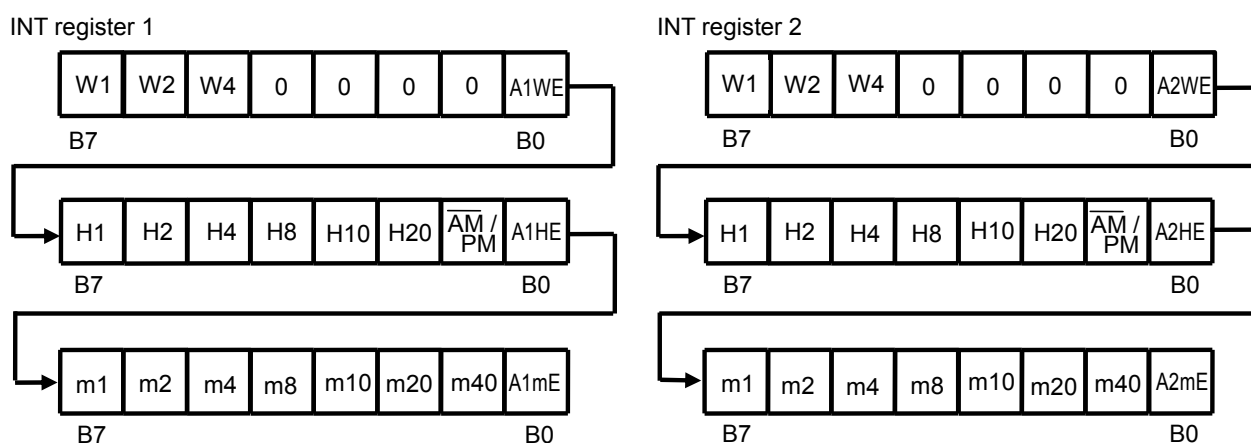 INT register 1
W1 W2 W4 0 0 0 0 A1WE
B7 B0
H1 H2 H4 H8 H10 H20 A̅M̅ / PM A1HE
B7 B0
m1 m2 m4 m8 m10 m20 m40 A1mE
B7 B0
INT register 2
W1 W2 W4 0 0 0 0 A2WE
B7 B0
H1 H2 H4 H8 H10 H20 A̅M̅ / PM A2HE
B7 B0
m1 m2 m4 m8 m10 m20 m40 A2mE
B7 B0